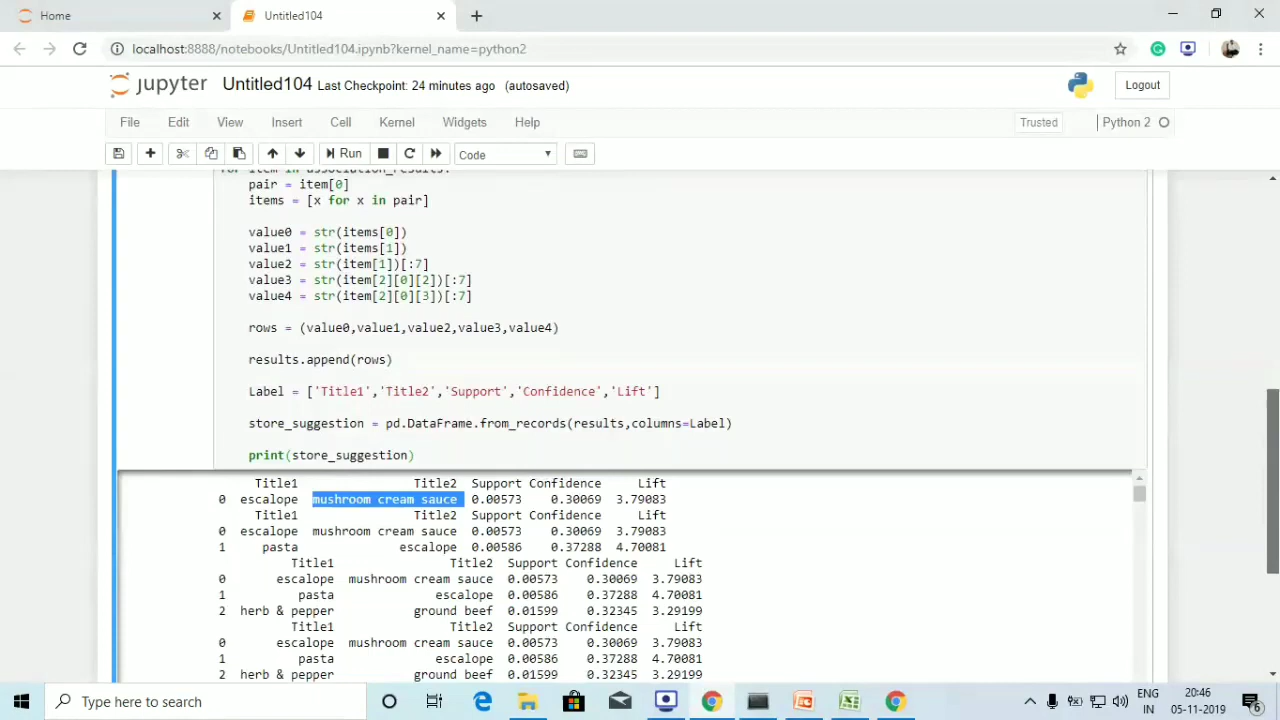 Home
Untitled104
localhost:8888/notebooks/Untitled104.ipynb?kernel_name=python2
jupyter Untitled104 Last Checkpoint: 24 minutes ago (autosaved)
Logout
File Edit View Insert Cell Kernel Widgets Help
Trusted
Python 2
Run
Code
for item in association_results:
pair = item[0]
items = [x for x in pair]
value0 = str(items[0])
value1 = str(items[1])
value2 = str(item[1])[:7]
value3 = str(item[2][0][2])[:7]
value4 = str(item[2][0][3])[:7]
rows = (value0,value1,value2,value3,value4)
results.append(rows)
Label = ['Title1','Title2','Support','Confidence','Lift']
store_suggestion = pd.DataFrame.from_records(results,columns=Label)
print(store_suggestion)
Title1 Title2 Support Confidence Lift
0 escalope mushroom cream sauce 0.00573 0.30069 3.79083
Title1 Title2 Support Confidence Lift
0 escalope mushroom cream sauce 0.00573 0.30069 3.79083
1 pasta escalope 0.00586 0.37288 4.70081
Title1 Title2 Support Confidence Lift
0 escalope mushroom cream sauce 0.00573 0.30069 3.79083
1 pasta escalope 0.00586 0.37288 4.70081
2 herb & pepper ground beef 0.01599 0.32345 3.29199
Title1 Title2 Support Confidence Lift
0 escalope mushroom cream sauce 0.00573 0.30069 3.79083
1 pasta escalope 0.00586 0.37288 4.70081
2 herb & pepper ground beef 0.01599 0.32345 3.29199
Type here to search
ENG
IN
20:46
05-11-2019
6